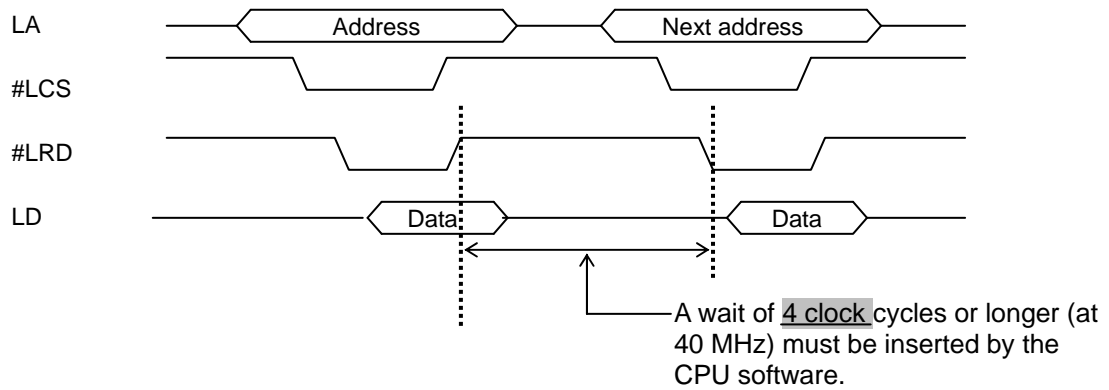 LA
Address
Next address
#LCS
#LRD
LD
Data
Data
A wait of 4 clock cycles or longer (at
40 MHz) must be inserted by the
CPU software.